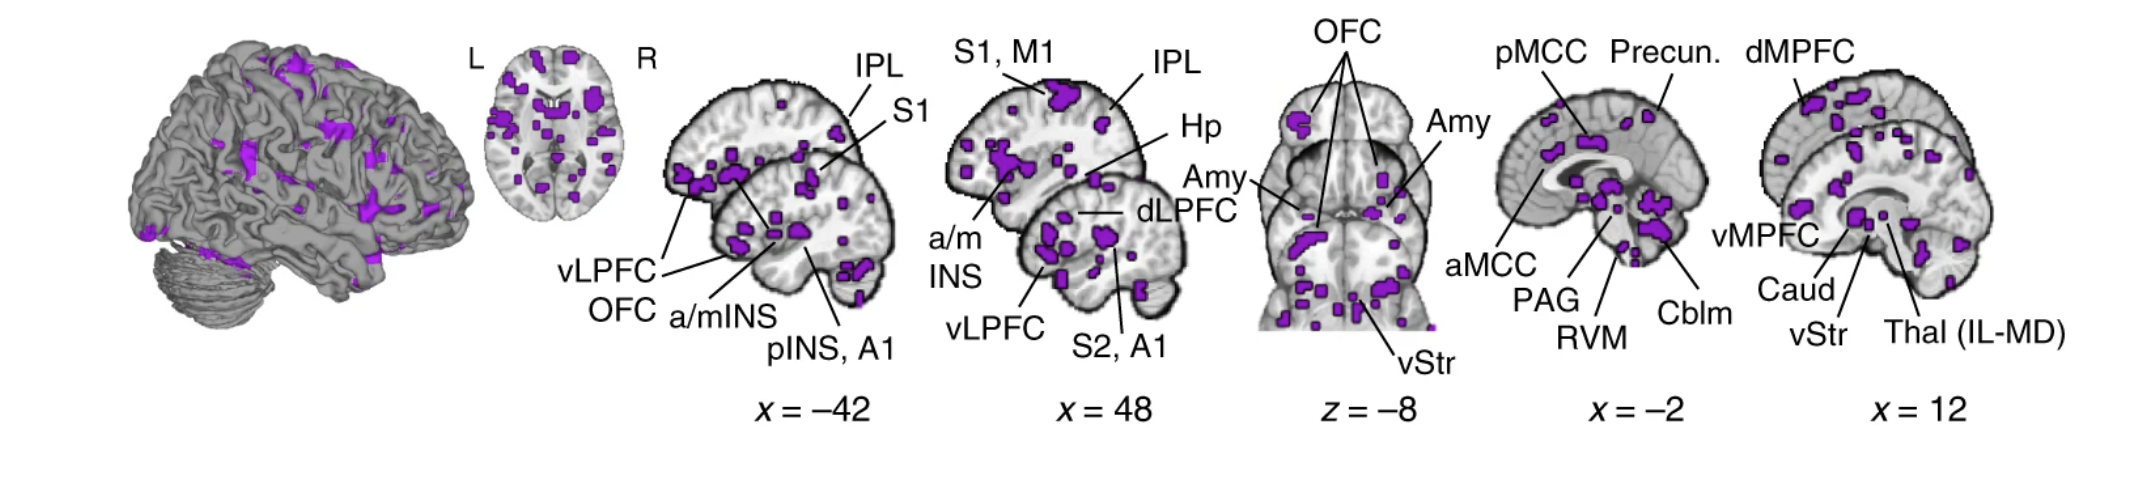 L
R
IPL
S1
vLPFC
OFC
a/mINS
pINS, A1
x = –42
S1, M1
IPL
Hp
a/m
INS
dLPFC
vLPFC
S2, A1
x = 48
OFC
Amy
Amy
vStr
z = –8
pMCC
Precun.
aMCC
PAG
RVM
Cblm
x = –2
dMPFC
vMPFC
Caud
vStr
Thal (IL-MD)
x = 12